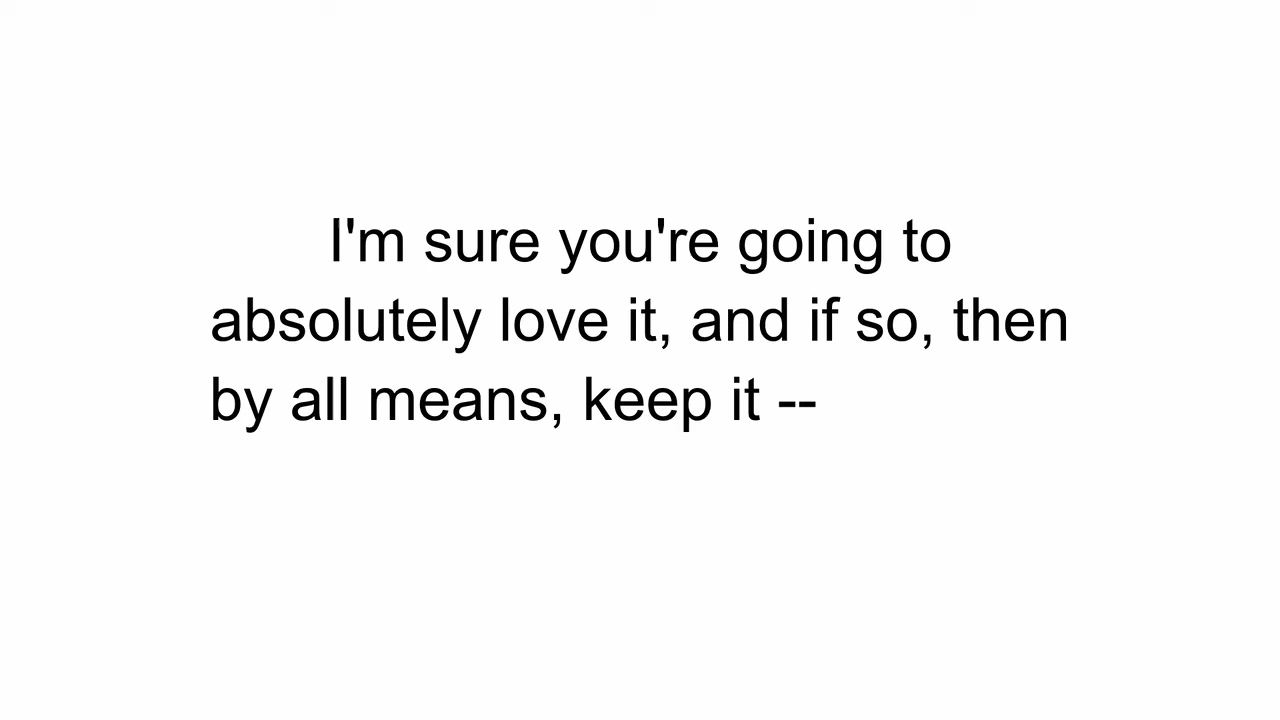 I'm sure you're going to
absolutely love it, and if so, then
by all means, keep it --